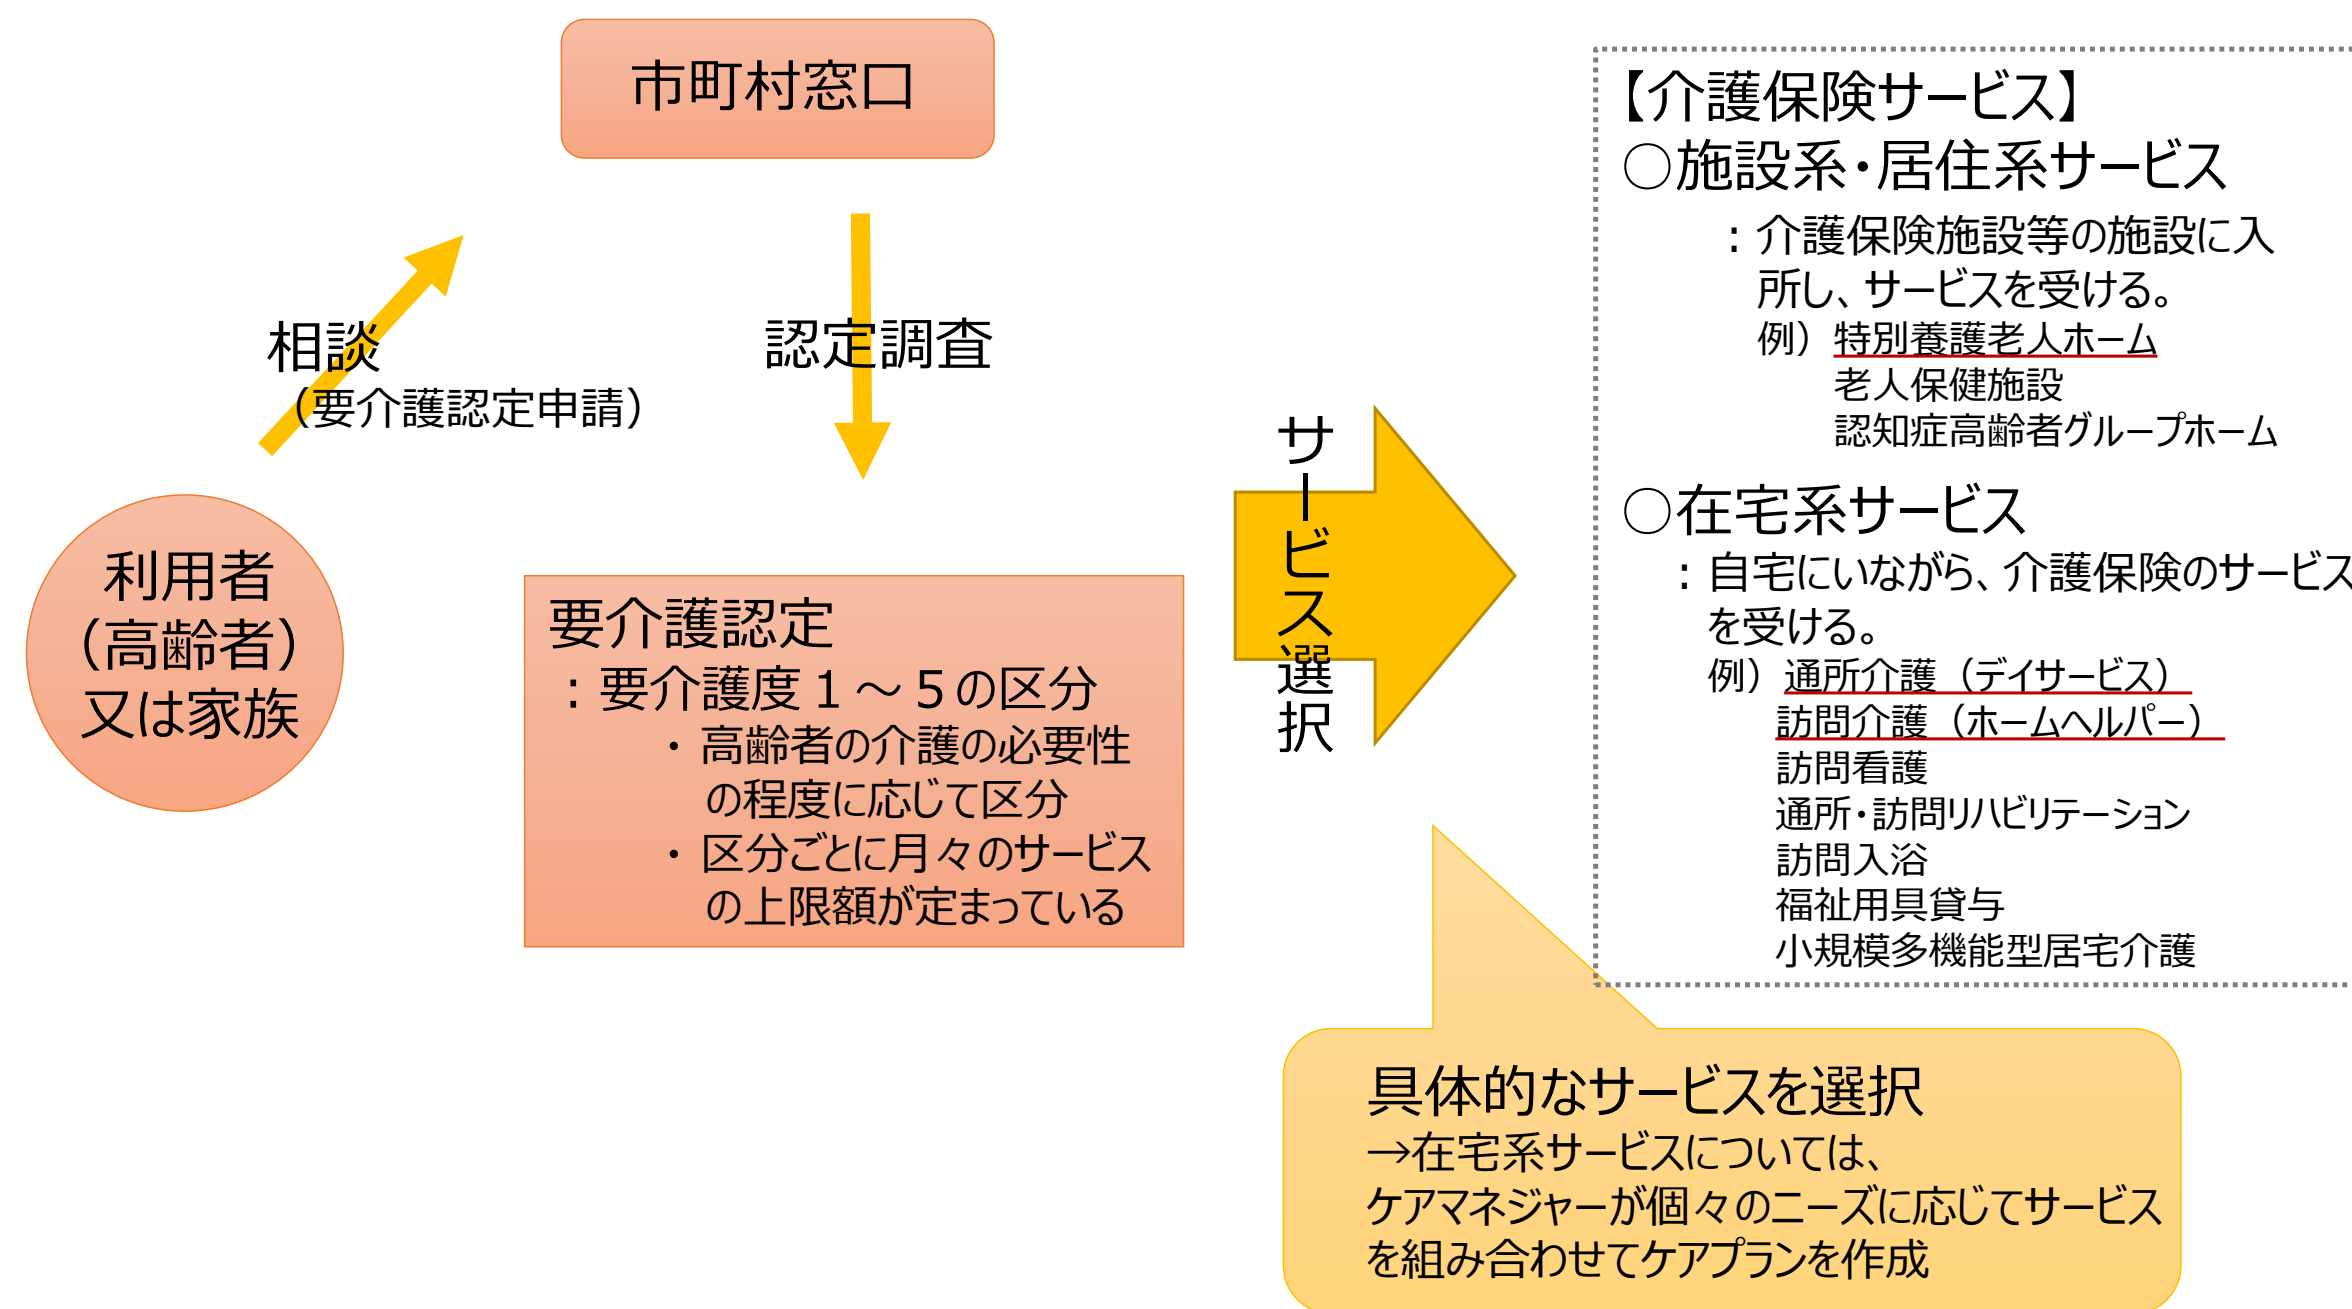 市町村窓口
相談
（要介護認定申請）
認定調査
利用者
（高齢者）
又は家族
要介護認定
：要介護度１～５の区分
・ 高齢者の介護の必要性
の程度に応じて区分
・ 区分ごとに月々のサービス
の上限額が定まっている
サービス選択
【介護保険サービス】
○施設系・居住系サービス
：介護保険施設等の施設に入
所し、サービスを受ける。
例）特別養護老人ホーム
老人保健施設
認知症高齢者グループホーム
○在宅系サービス
：自宅にいながら、介護保険のサービス
を受ける。
例）通所介護（デイサービス）
訪問介護（ホームヘルパー）
訪問看護
通所・訪問リハビリテーション
訪問入浴
福祉用具貸与
小規模多機能型居宅介護
具体的なサービスを選択
→在宅系サービスについては、
ケアマネジャーが個々のニーズに応じてサービス
を組み合わせてケアプランを作成